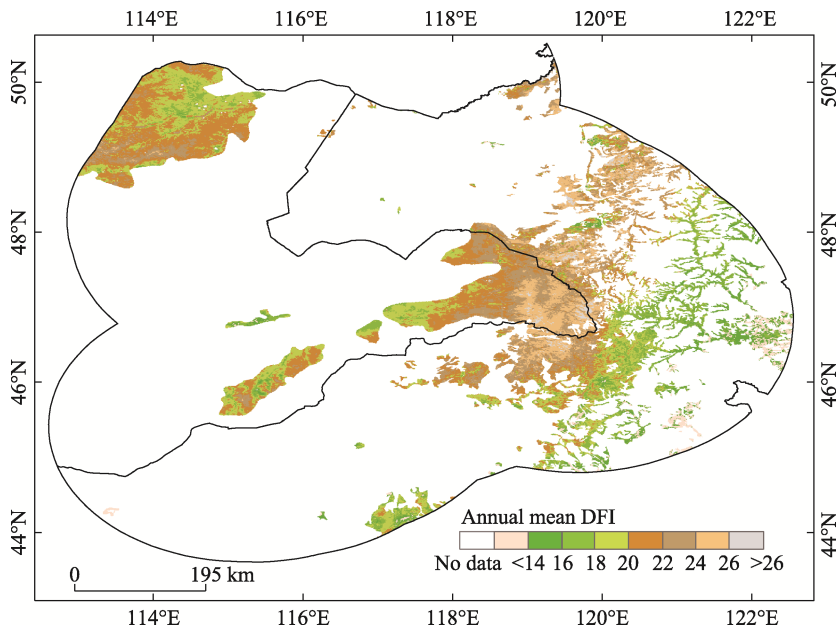 114°E 116°E 118°E 120°E 122°E
50°N 50°N
48°N 48°N
46°N 46°N
44°N 44°N
Annual mean DFI
No data <14 16 18 20 22 24 26 >26
0 195 km
114°E 116°E 118°E 120°E 122°E